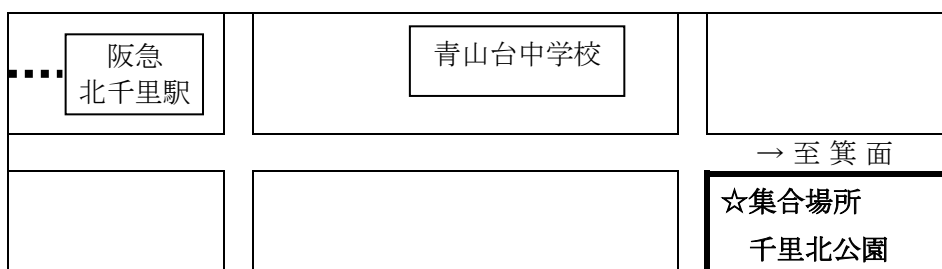 阪急
北千里駅
青山台中学校
→至箕面
☆集合場所
千里北公園